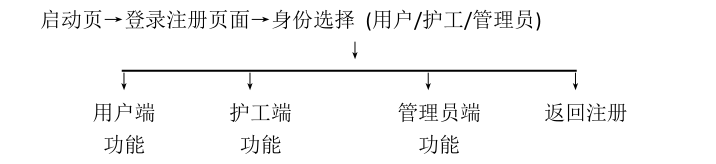 启动页→登录注册页面→身份选择 (用户/护工/管理员)
用户端 护工端 管理员端 返回注册
功能 功能 功能